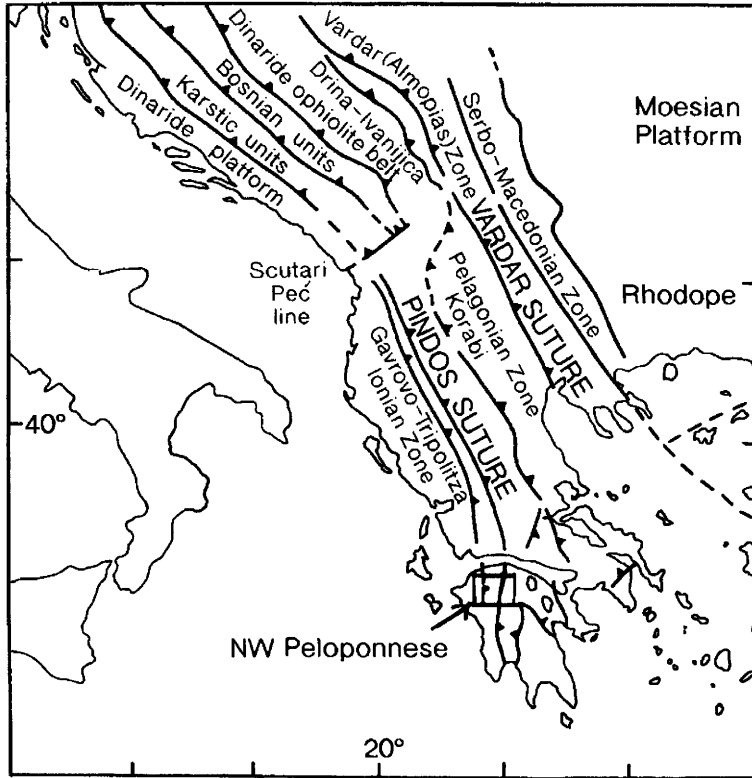 Vardar (Almopias) Zone
Drina-Ivanijica
Dinaride ophiolite belt
Bosnian units
Karstic units
Dinaride platform
Serbo-Macedonian Zone
Moesian
Platform
VARDAR SUTURE
Rhodope
Scutari
Peć
line
Pelagonian Zone
Korabi
PINDOS SUTURE
Gavrovo-Tripolitza
Ionian Zone
40°
NW Peloponnese
20°